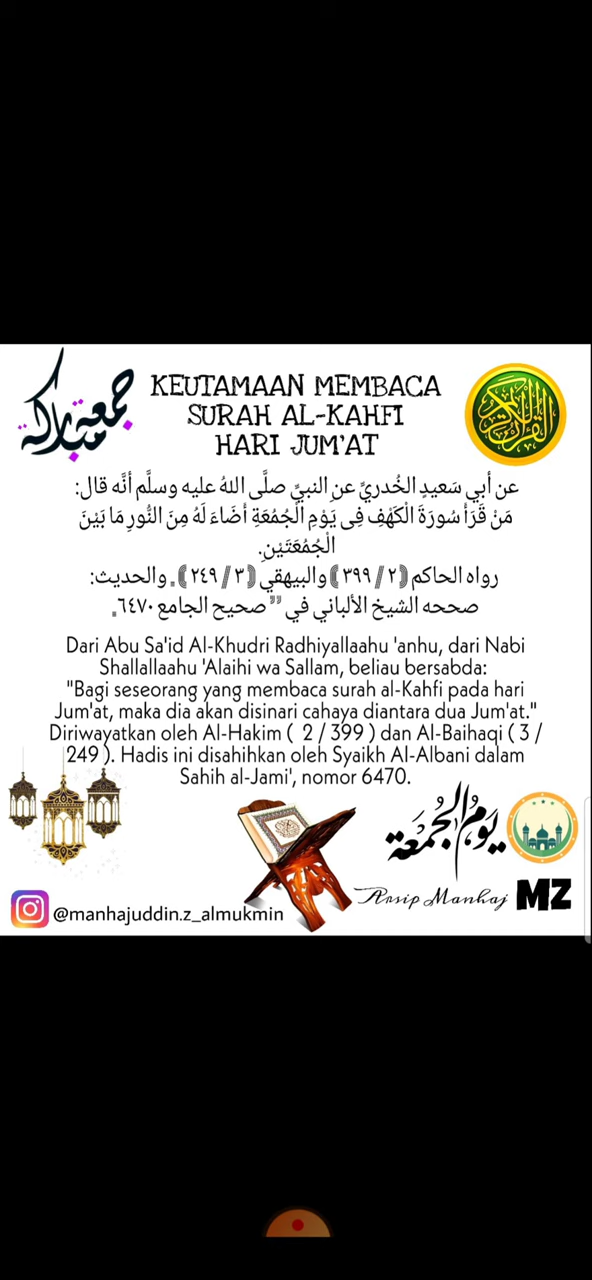 جمعة مباركة
KEUTAMAAN MEMBACA
SURAH AL-KAHFI
HARI JUM'AT
القرآن الكريم
عن أبي سَعيدٍ الخُدريِّ عنِ النبيِّ صلَّى اللهُ عليه وسلَّم أنَّه قال:
مَنْ قَرَأَ سُورَةَ الْكَهْفِ فِى يَوْمِ الْجُمُعَةِ أَضَاءَ لَهُ مِنَ النُّورِ مَا بَيْنَ
الْجُمُعَتَيْنِ.
رواه الحاكم ( ٢ / ٣٩٩ ) والبيهقي ( ٣ / ٢٤٩ ). والحديث:
صححه الشيخ الألباني في " صحيح الجامع ٦٤٧٠.
Dari Abu Sa'id Al-Khudri Radhiyallaahu 'anhu, dari Nabi
Shallallaahu 'Alaihi wa Sallam, beliau bersabda:
"Bagi seseorang yang membaca surah al-Kahfi pada hari
Jum'at, maka dia akan disinari cahaya diantara dua Jum'at."
Diriwayatkan oleh Al-Hakim ( 2 / 399 ) dan Al-Baihaqi ( 3 /
249 ). Hadis ini disahihkan oleh Syaikh Al-Albani dalam
Sahih al-Jami', nomor 6470.
يَوْمُ الجُمعَة
Arsip Manhaj MZ
@manhajuddin.z_almukmin